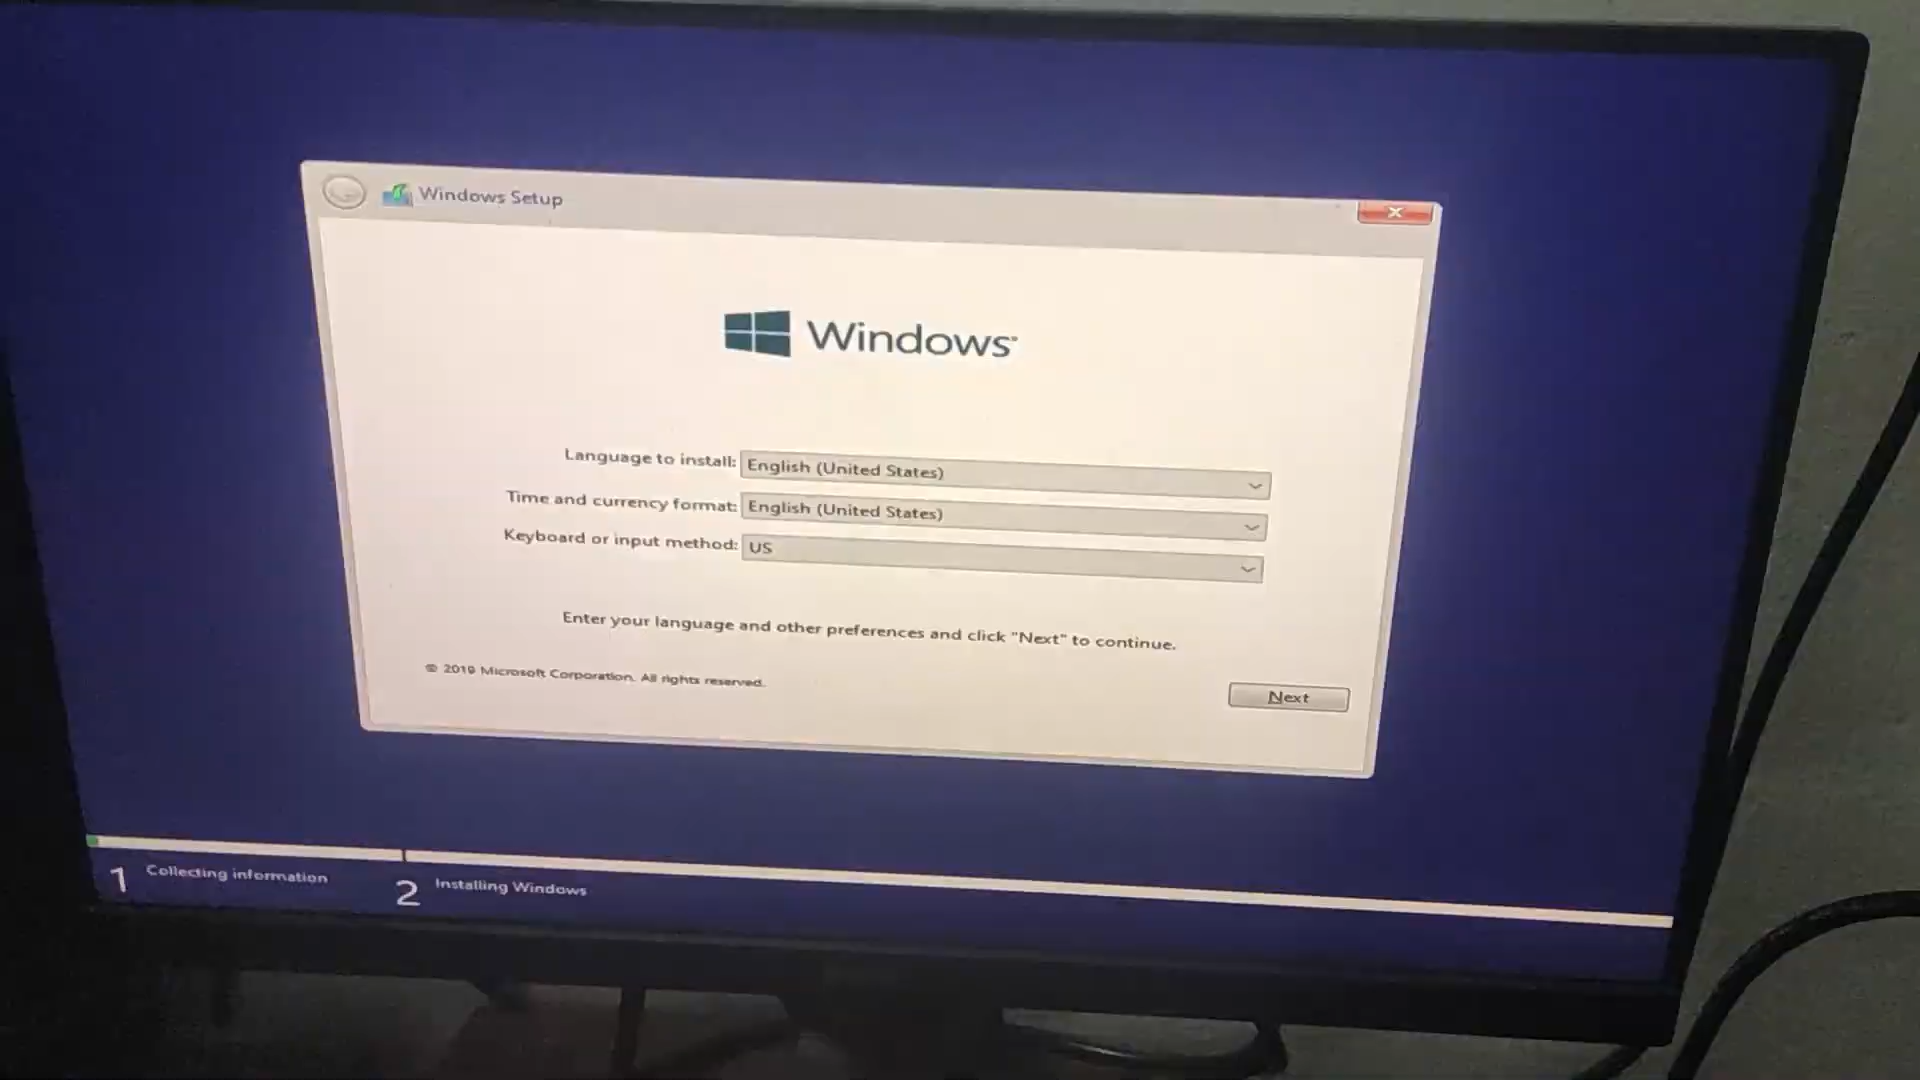 Windows Setup
Windows
Language to install: English (United States)
Time and currency format: English (United States)
Keyboard or input method: US
Enter your language and other preferences and click "Next" to continue.
© 2019 Microsoft Corporation. All rights reserved.
Next
1 Collecting information
2 Installing Windows